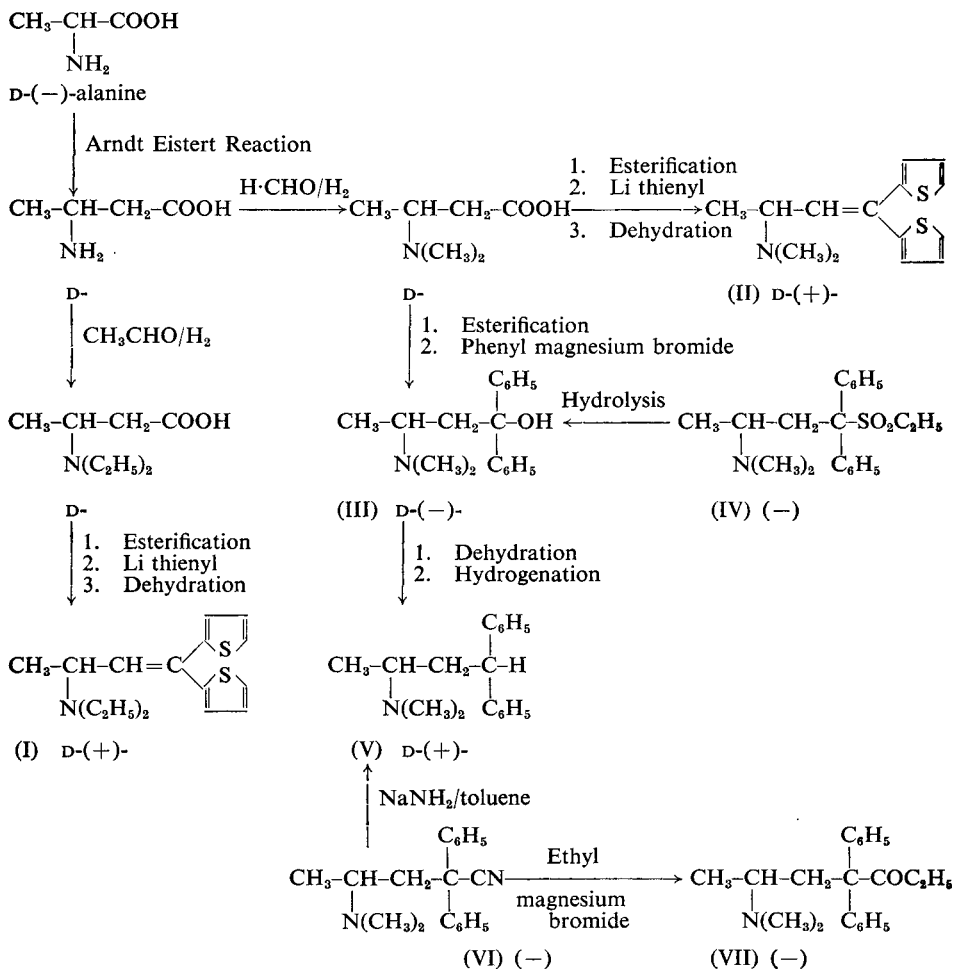 CH₃–CH–COOH
NH₂
D-(−)-alanine
Arndt Eistert Reaction
H·CHO/H₂
1. Esterification
2. Li thienyl
3. Dehydration
CH₃–CH–CH₂–COOH
NH₂
D-
CH₃–CH–CH₂–COOH
N(CH₃)₂
D-
CH₃–CH–CH=C
N(CH₃)₂
S
S
(II) D-(+)-
CH₃CHO/H₂
1. Esterification
2. Phenyl magnesium bromide
CH₃–CH–CH₂–COOH
N(C₂H₅)₂
D-
C₆H₅
CH₃–CH–CH₂–C–OH
N(CH₃)₂ C₆H₅
(III) D-(−)-
Hydrolysis
C₆H₅
CH₃–CH–CH₂–C–SO₂C₂H₅
N(CH₃)₂ C₆H₅
(IV) (−)
1. Esterification
2. Li thienyl
3. Dehydration
1. Dehydration
2. Hydrogenation
CH₃–CH–CH=C
N(C₂H₅)₂
S
S
(I) D-(+)-
C₆H₅
CH₃–CH–CH₂–C–H
N(CH₃)₂ C₆H₅
(V) D-(+)-
NaNH₂/toluene
C₆H₅
CH₃–CH–CH₂–C–CN
N(CH₃)₂ C₆H₅
(VI) (−)
Ethyl
magnesium
bromide
C₆H₅
CH₃–CH–CH₂–C–COC₂H₅
N(CH₃)₂ C₆H₅
(VII) (−)